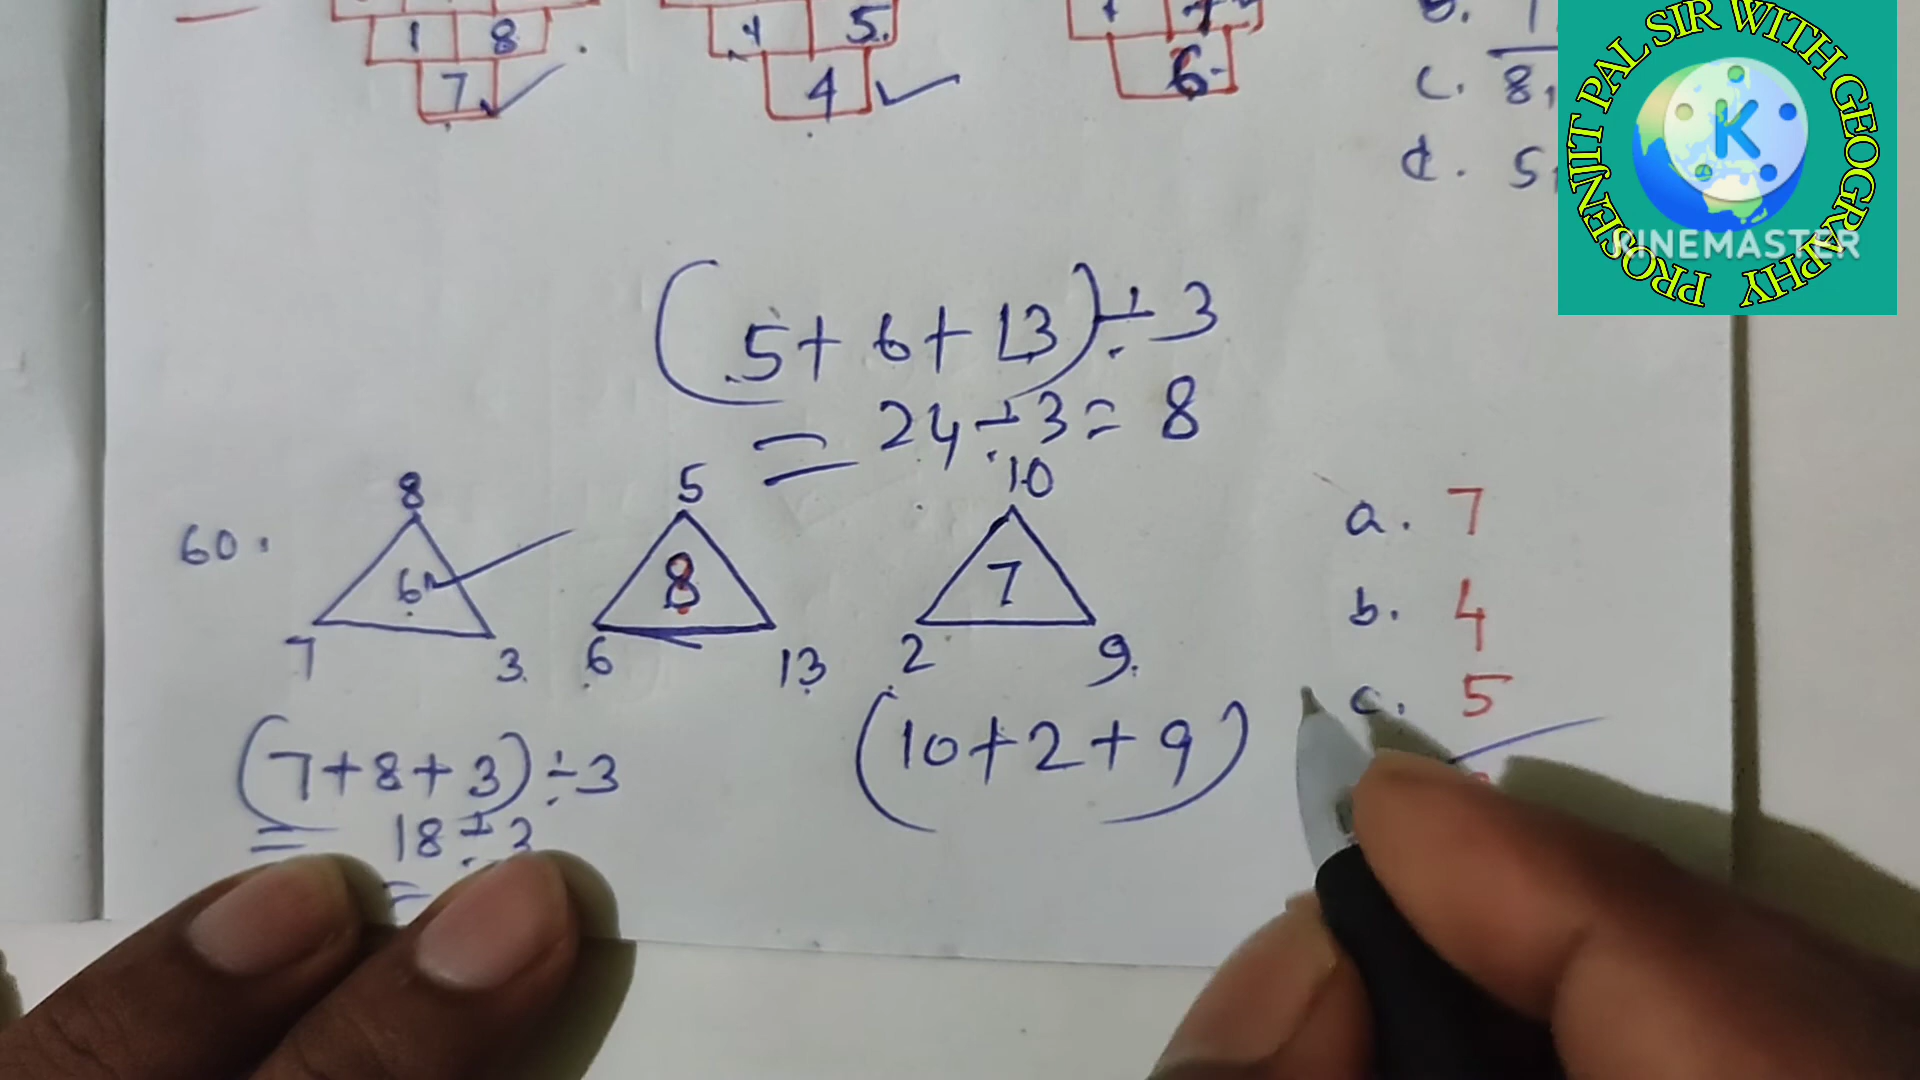 1 8
7
4 5.
4
6
c. 8,
d. 5,
PROSENJIT PAL SIR WITH GEOGRAPHY
K
KINEMASTER
(5+6+13)÷3
= 24÷3= 8
60.
8
6
7 3
5
8
6 13
10
7
2 9
(7+8+3)÷3
= 18÷3
=
(10+2+9)
a. 7
b. 4
c. 5